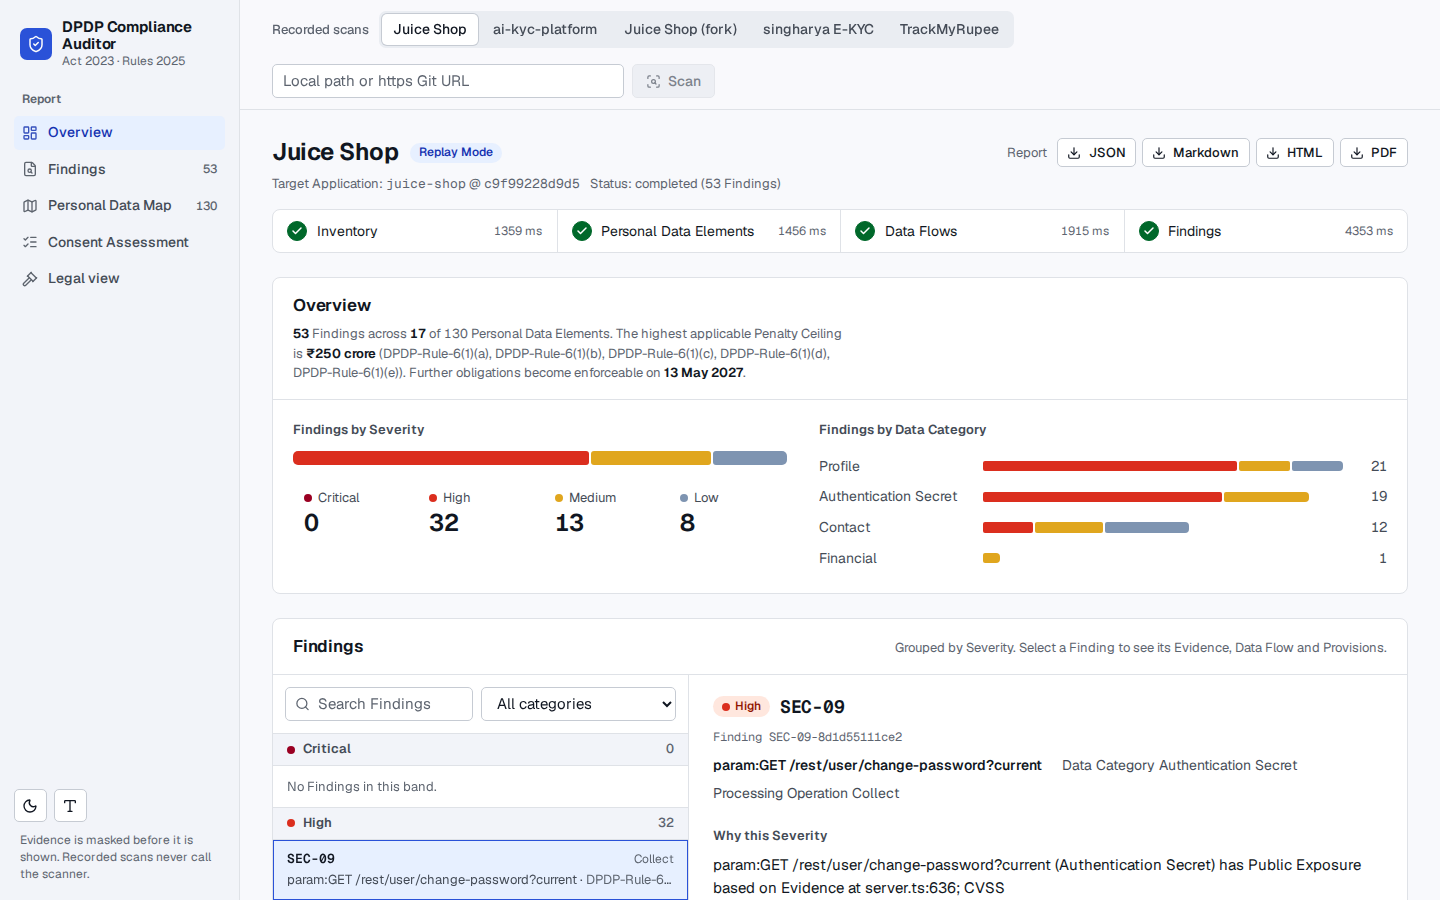 DPDP Compliance
Auditor
Act 2023 · Rules 2025
Report
Overview
Findings 53
Personal Data Map 130
Consent Assessment
Legal view
Evidence is masked before it is
shown. Recorded scans never call
the scanner.
Recorded scans Juice Shop ai-kyc-platform Juice Shop (fork) singharya E-KYC TrackMyRupee
Local path or https Git URL Scan
Juice Shop Replay Mode
Report JSON Markdown HTML PDF
Target Application: juice-shop @ c9f99228d9d5 Status: completed (53 Findings)
Inventory 1359 ms Personal Data Elements 1456 ms Data Flows 1915 ms Findings 4353 ms
Overview
53 Findings across 17 of 130 Personal Data Elements. The highest applicable Penalty Ceiling
is ₹250 crore (DPDP-Rule-6(1)(a), DPDP-Rule-6(1)(b), DPDP-Rule-6(1)(c), DPDP-Rule-6(1)(d),
DPDP-Rule-6(1)(e)). Further obligations become enforceable on 13 May 2027.
Findings by Severity
Critical High Medium Low
0 32 13 8
Findings by Data Category
Profile 21
Authentication Secret 19
Contact 12
Financial 1
Findings
Grouped by Severity. Select a Finding to see its Evidence, Data Flow and Provisions.
Search Findings All categories
Critical 0
No Findings in this band.
High 32
SEC-09 Collect
param:GET /rest/user/change-password?current · DPDP-Rule-6...
High SEC-09
Finding SEC-09-8d1d55111ce2
param:GET /rest/user/change-password?current Data Category Authentication Secret
Processing Operation Collect
Why this Severity
param:GET /rest/user/change-password?current (Authentication Secret) has Public Exposure
based on Evidence at server.ts:636; CVSS